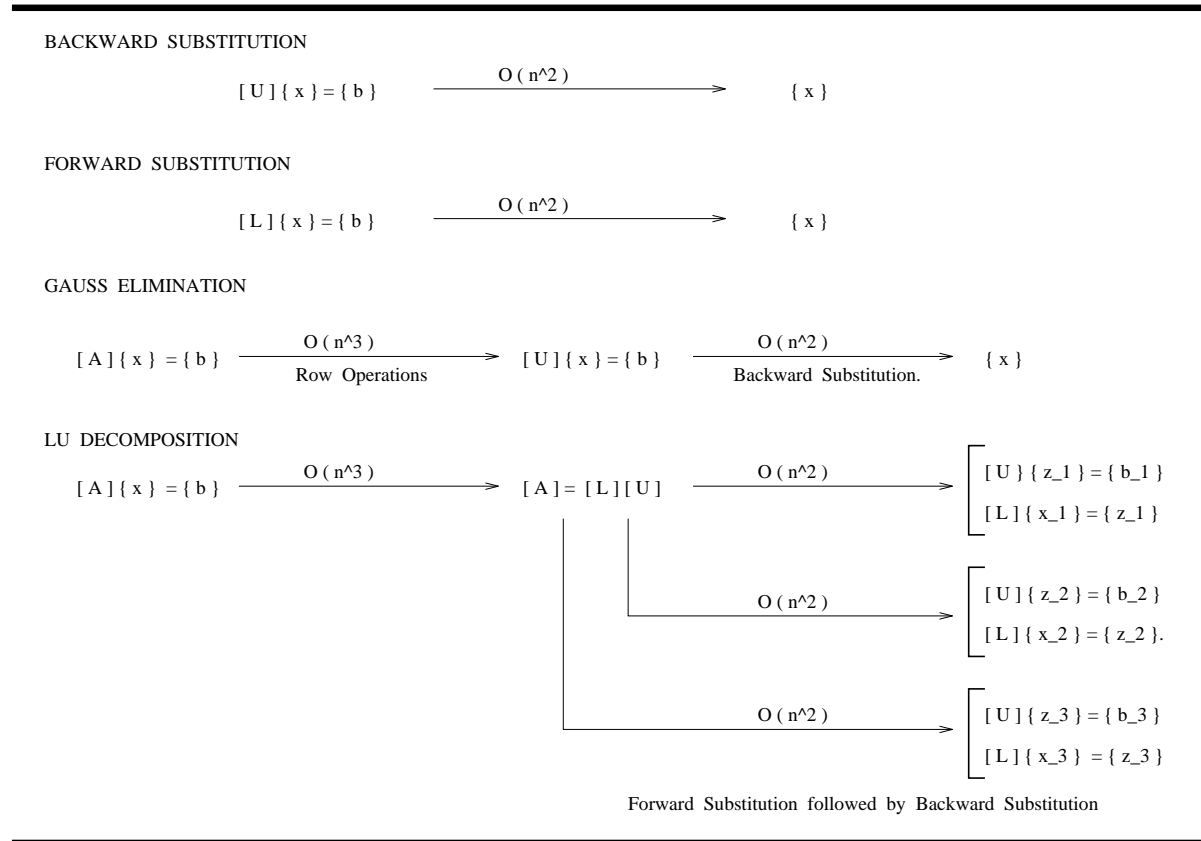 BACKWARD SUBSTITUTION
O ( n^2 )
[ U ] { x } = { b } { x }
FORWARD SUBSTITUTION
O ( n^2 )
[ L ] { x } = { b } { x }
GAUSS ELIMINATION
O ( n^3 ) O ( n^2 )
[ A ] { x } = { b } [ U ] { x } = { b } { x }
Row Operations Backward Substitution.
LU DECOMPOSITION
O ( n^3 ) O ( n^2 )
[ A ] { x } = { b } [ A ] = [ L ] [ U ]
[ U } { z_1 } = { b_1 }
[ L ] { x_1 } = { z_1 }
O ( n^2 )
[ U ] { z_2 } = { b_2 }
[ L ] { x_2 } = { z_2 }.
O ( n^2 )
[ U ] { z_3 } = { b_3 }
[ L ] { x_3 } = { z_3 }
Forward Substitution followed by Backward Substitution